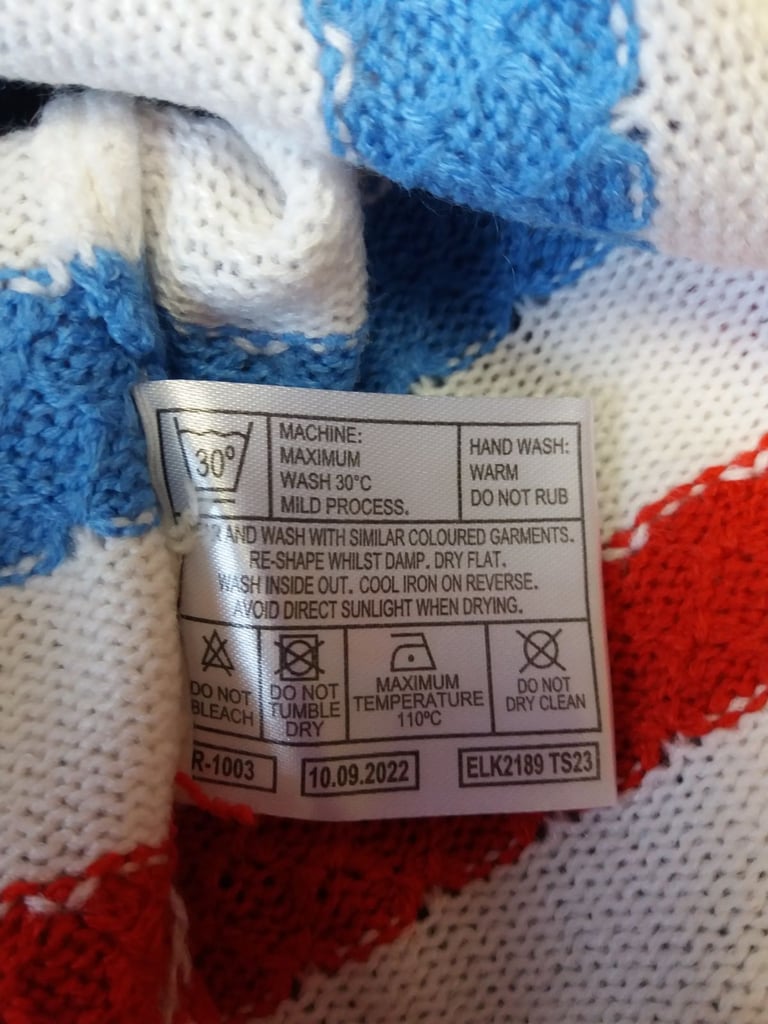 30°
MACHINE:
MAXIMUM
WASH 30°C
MILD PROCESS.
HAND WASH:
WARM
DO NOT RUB
AND WASH WITH SIMILAR COLOURED GARMENTS.
RE-SHAPE WHILST DAMP. DRY FLAT.
WASH INSIDE OUT. COOL IRON ON REVERSE.
AVOID DIRECT SUNLIGHT WHEN DRYING.
DO NOT
BLEACH
DO NOT
TUMBLE
DRY
MAXIMUM
TEMPERATURE
110ºC
DO NOT
DRY CLEAN
R-1003
10.09.2022
ELK2189 TS23